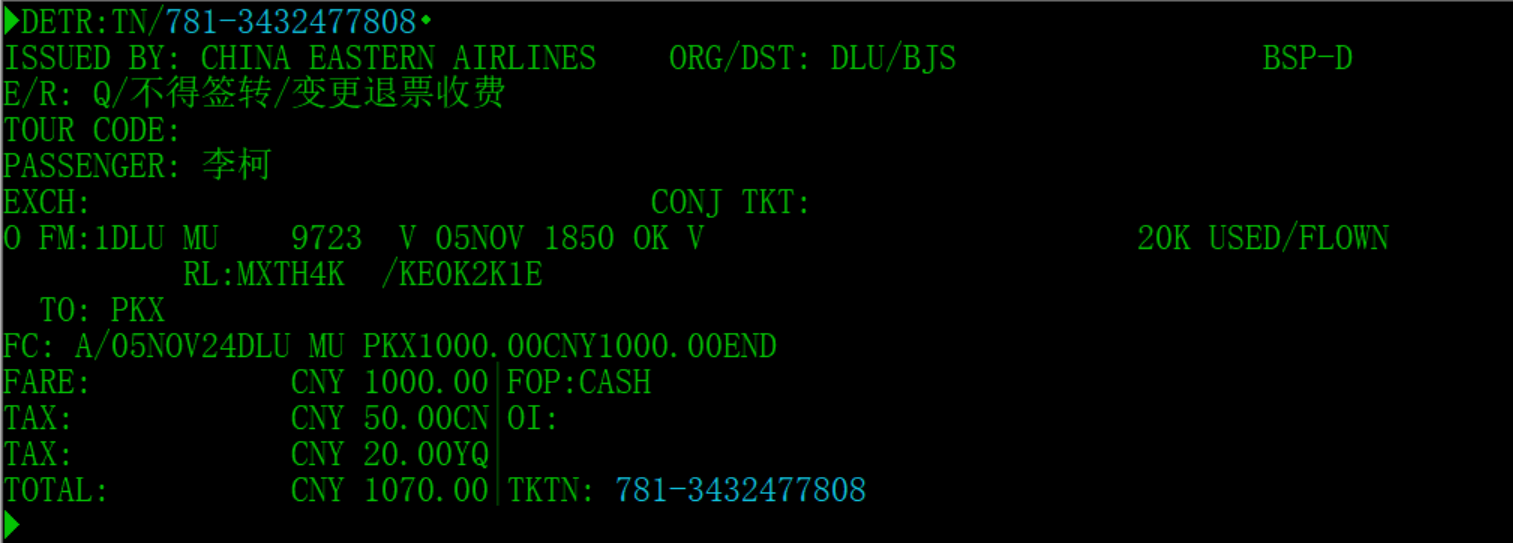 DETR:TN/781-3432477808
ISSUED BY: CHINA EASTERN AIRLINES ORG/DST: DLU/BJS BSP-D
E/R: Q/不得签转/变更退票收费
TOUR CODE:
PASSENGER: 李柯
EXCH: CONJ TKT:
O FM:1DLU MU 9723 V 05NOV 1850 OK V 20K USED/FLOWN
RL:MXTH4K /KE0K2K1E
TO: PKX
FC: A/05NOV24DLU MU PKX1000.00CNY1000.00END
FARE: CNY 1000.00 FOP:CASH
TAX: CNY 50.00CN OI:
TAX: CNY 20.00YQ
TOTAL: CNY 1070.00 TKTN: 781-3432477808